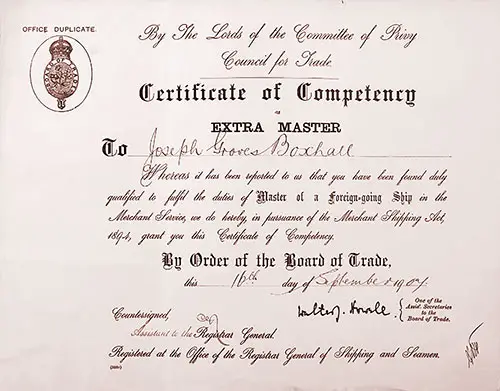 OFFICE DUPLICATE.
By The Lords of the Committee of Privy
Council for Trade.
Certificate of Competency
as
EXTRA MASTER
To Joseph Groves Boxhall
Whereas it has been reported to us that you have been found duly
qualified to fulfil the duties of Master of a Foreign-going Ship in the
Merchant Service, we do hereby, in pursuance of the Merchant Shipping Act,
1894, grant you this Certificate of Competency.
By Order of the Board of Trade,
this 16th day of September 1907.
Countersigned,
Walter J. Howell
One of the
Assist. Secretaries
to the
Board of Trade.
Assistant to the Registrar General.
Registered at the Office of the Registrar General of Shipping and Seamen.